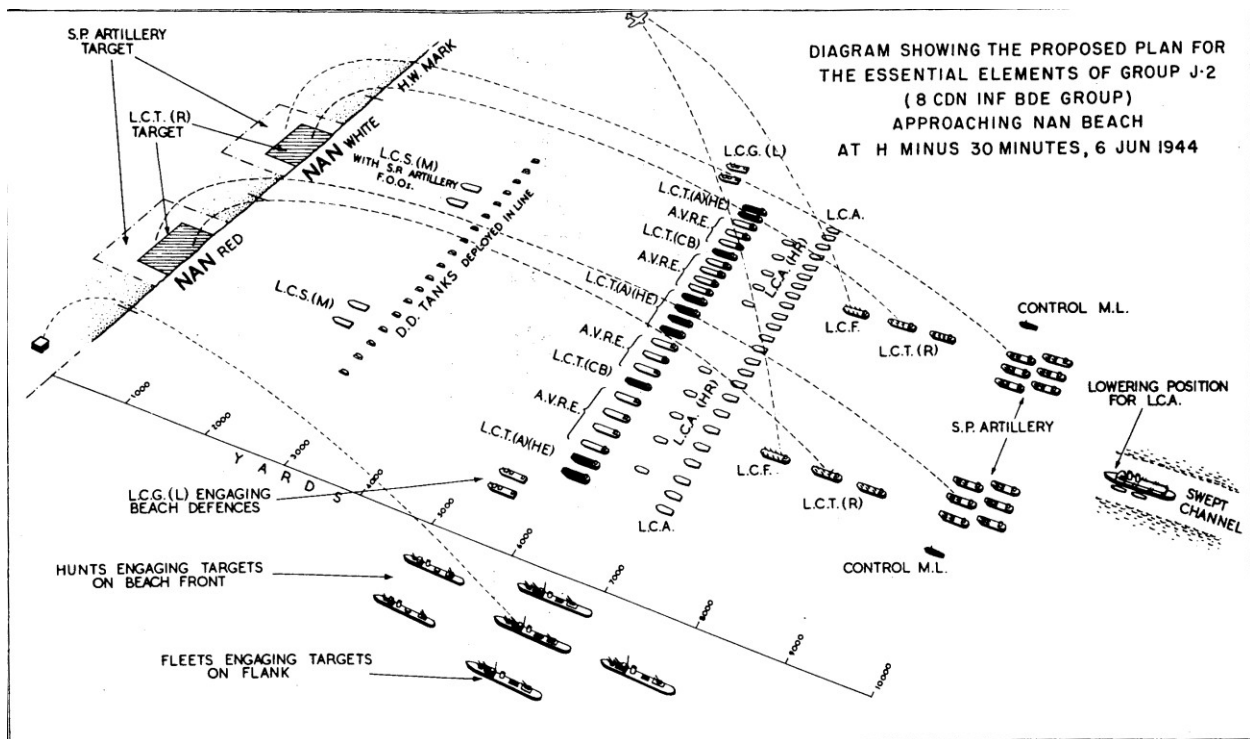 DIAGRAM SHOWING THE PROPOSED PLAN FOR
THE ESSENTIAL ELEMENTS OF GROUP J·2
( 8 CDN INF BDE GROUP)
APPROACHING NAN BEACH
AT H MINUS 30 MINUTES, 6 JUN 1944
S.P. ARTILLERY
TARGET
L.C.T. (R)
TARGET
H.W. MARK
NAN WHITE
NAN RED
L.C.S. (M)
WITH S.P. ARTILLERY
F.O.Os.
L.C.S. (M)
D.D. TANKS DEPLOYED IN LINE
L.C.G. (L)
L.C.T.(A)(HE)
A.V.R.E.
L.C.T.(CB)
A.V.R.E.
L.C.T.(A)(HE)
A.V.R.E.
L.C.T.(CB)
A.V.R.E.
L.C.T.(A)(HE)
L.C.A.
L.C.A. (HR)
L.C.A. (HR)
L.C.A.
L.C.F.
L.C.T. (R)
L.C.F.
L.C.T. (R)
CONTROL M.L.
S.P. ARTILLERY
CONTROL M.L.
LOWERING POSITION
FOR L.C.A.
SWEPT
CHANNEL
1000
2000
3000
4000
5000
6000
7000
8000
9000
10000
YARDS
L.C.G. (L) ENGAGING
BEACH DEFENCES
HUNTS ENGAGING TARGETS
ON BEACH FRONT
FLEETS ENGAGING TARGETS
ON FLANK